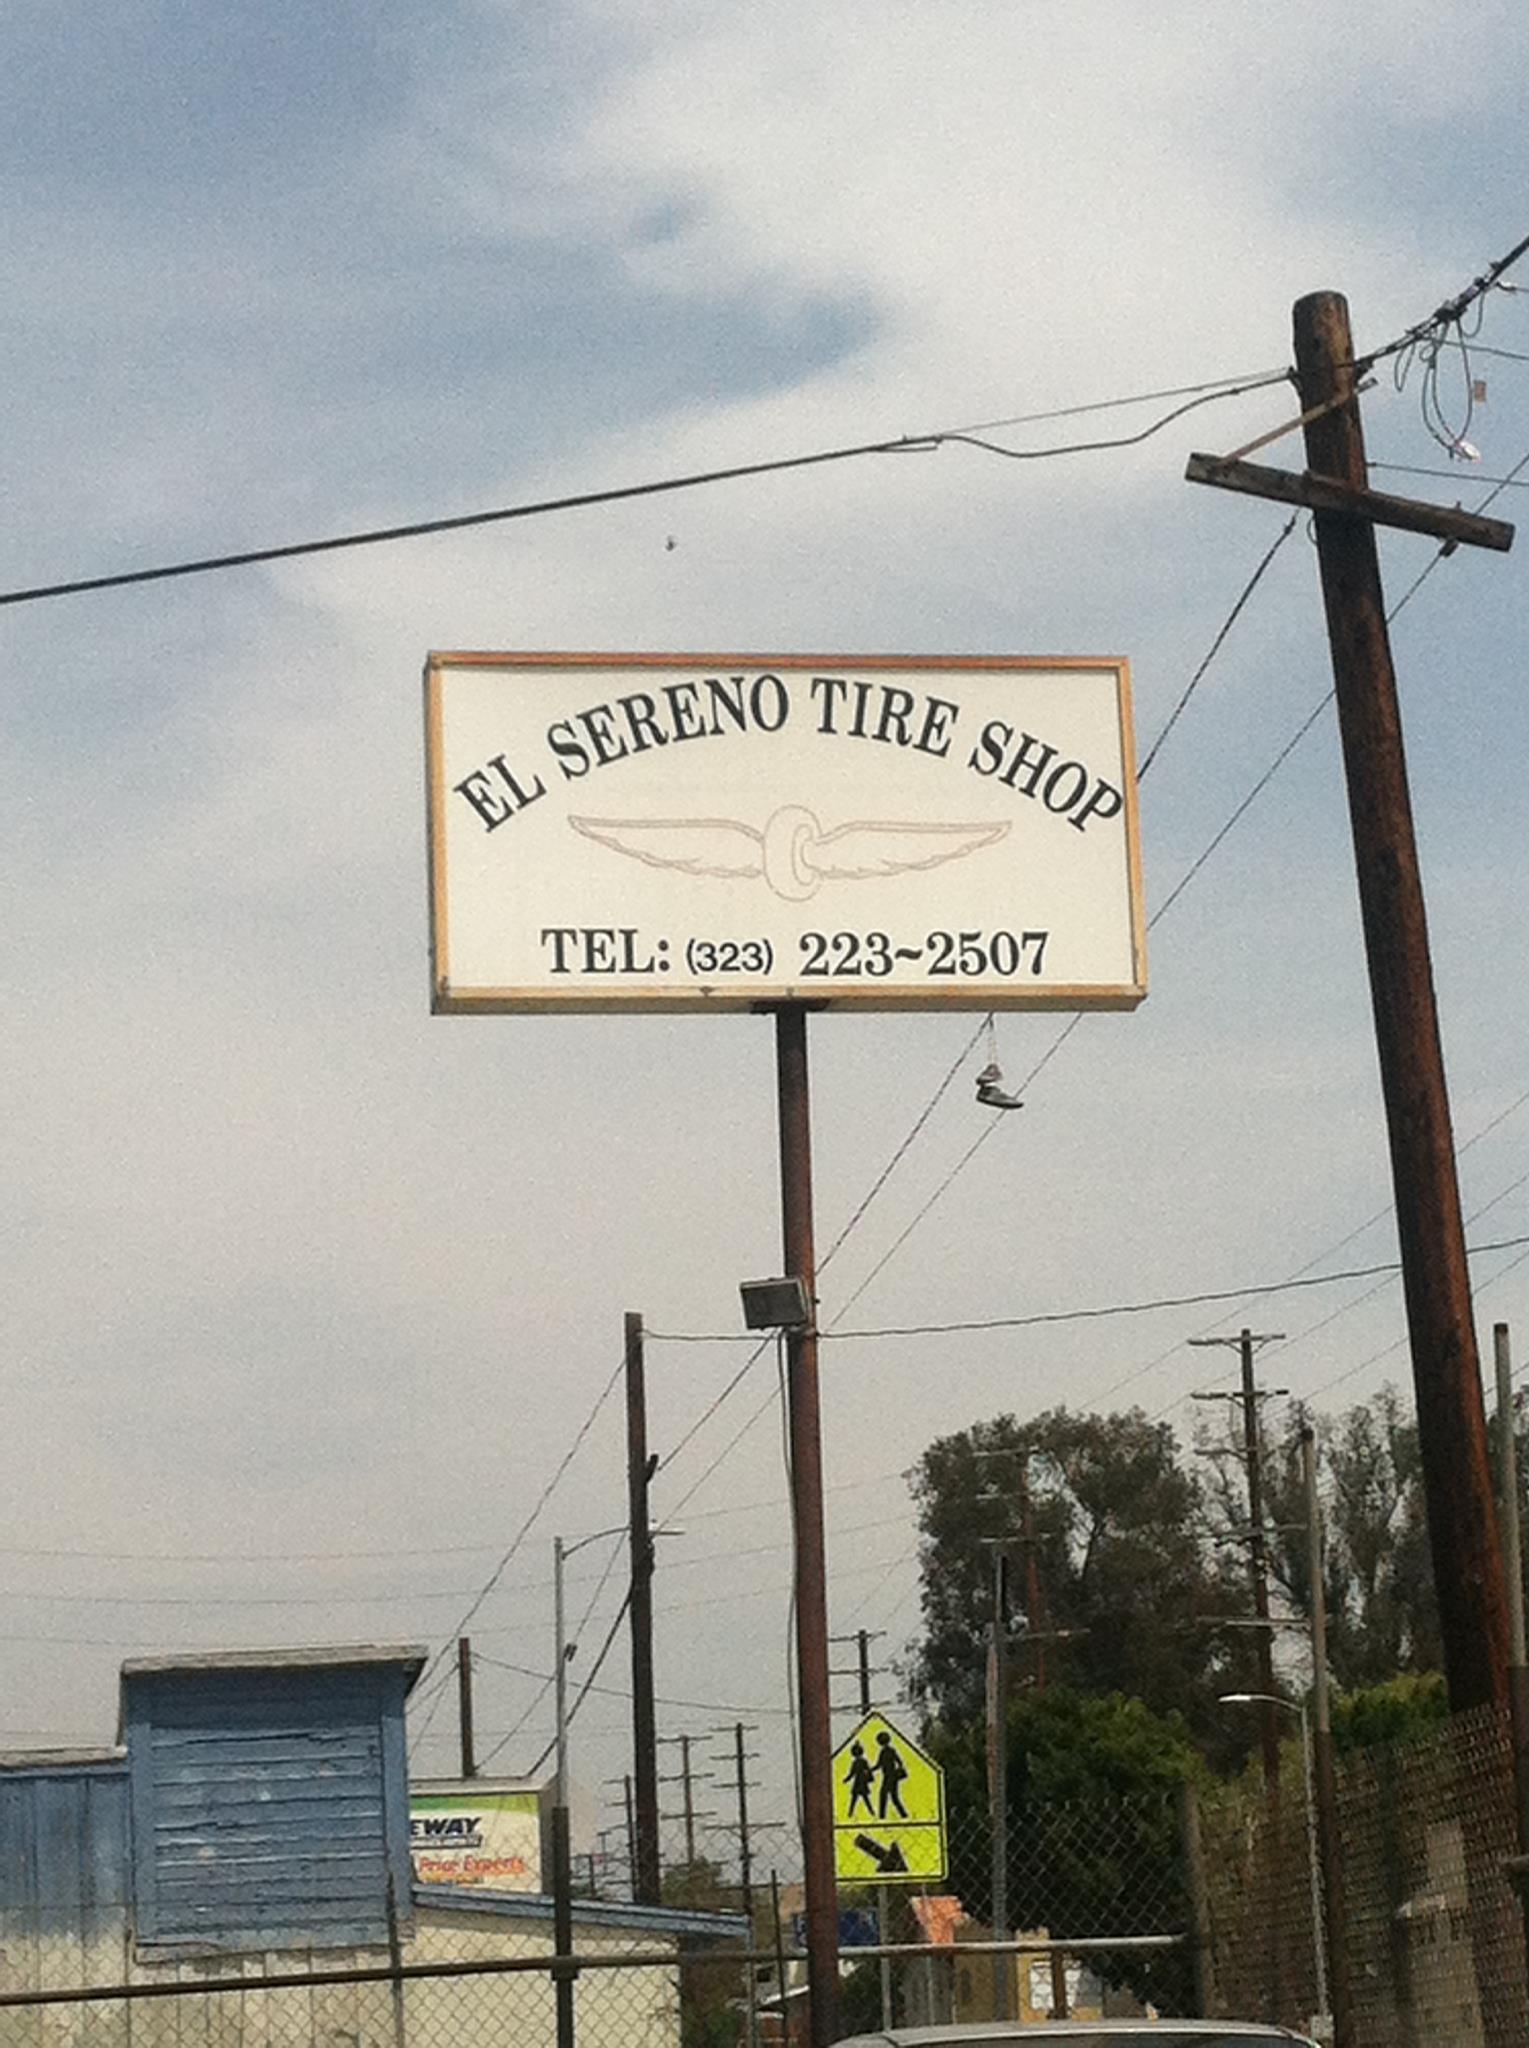 EL SERENO TIRE SHOP
TEL: (323) 223~2507
EWAY
Price Experts